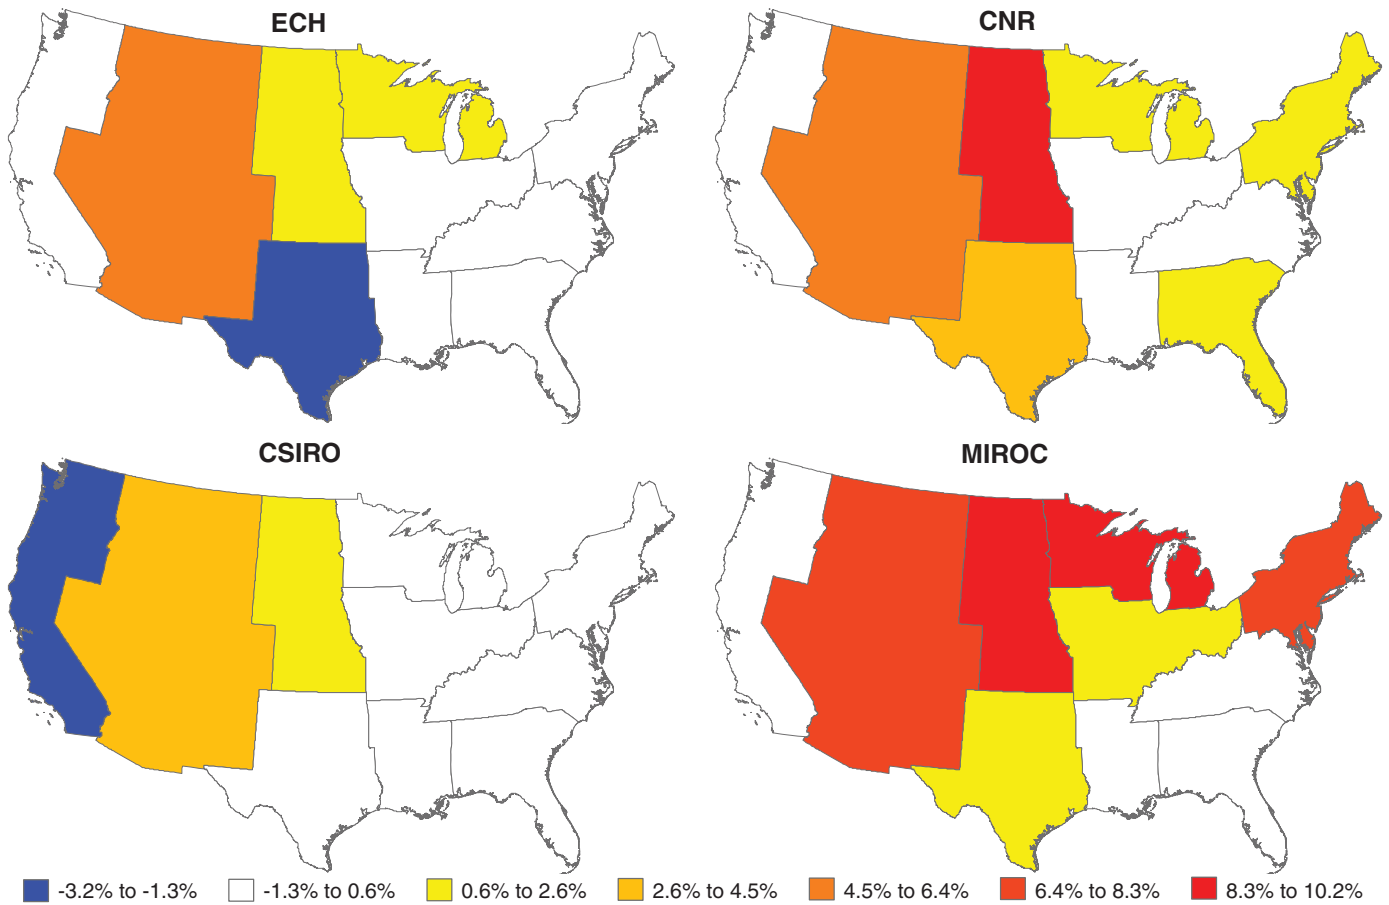 ECH
CNR
CSIRO
MIROC
-3.2% to -1.3%
-1.3% to 0.6%
0.6% to 2.6%
2.6% to 4.5%
4.5% to 6.4%
6.4% to 8.3%
8.3% to 10.2%